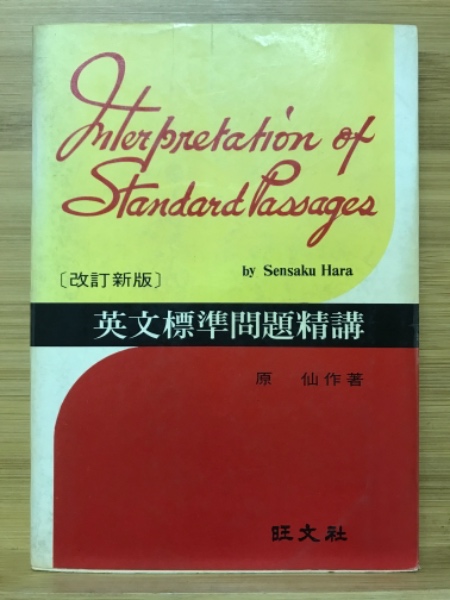 Interpretation of
Standard Passages
by Sensaku Hara
〔改訂新版〕
英文標準問題精講
原 仙作著
旺文社